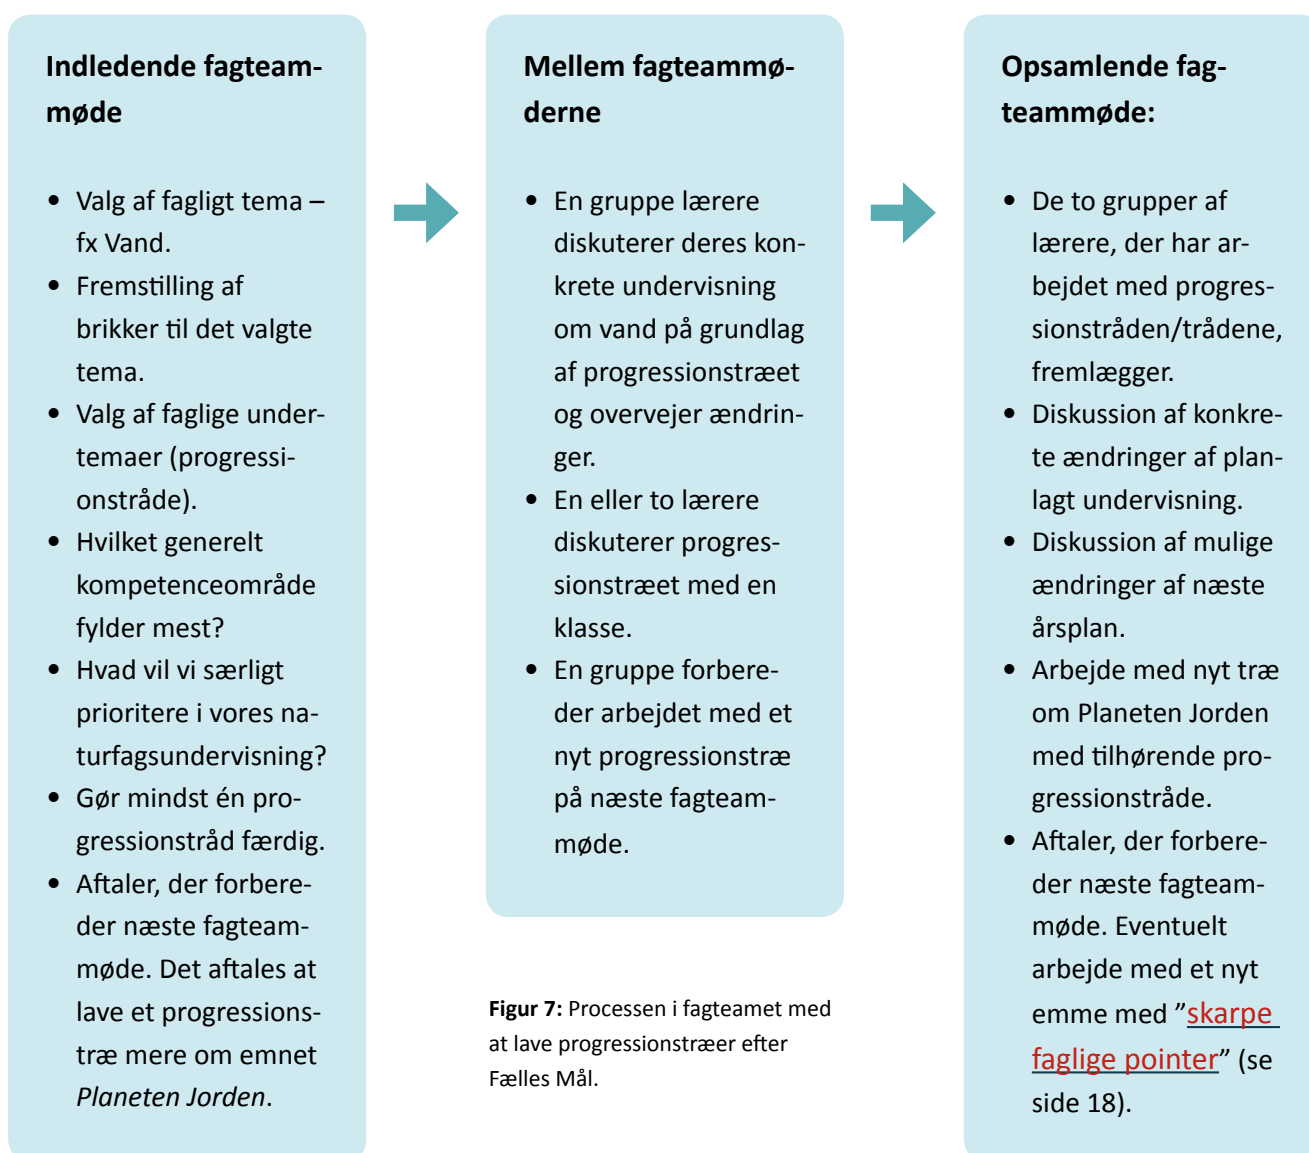 Indledende fagteam-
møde
• Valg af fagligt tema –
fx Vand.
• Fremstilling af
brikker til det valgte
tema.
• Valg af faglige under-
temaer (progressi-
onstråde).
• Hvilket generelt
kompetenceområde
fylder mest?
• Hvad vil vi særligt
prioritere i vores na-
turfagsundervisning?
• Gør mindst én pro-
gressionstråd færdig.
• Aftaler, der forbere-
der næste fagteam-
møde. Det aftales at
lave et progressions-
træ mere om emnet
Planeten Jorden.
Mellem fagteammø-
derne
• En gruppe lærere
diskuterer deres kon-
krete undervisning
om vand på grundlag
af progressionstræet
og overvejer ændrin-
ger.
• En eller to lærere
diskuterer progres-
sionstræet med en
klasse.
• En gruppe forbere-
der arbejdet med et
nyt progressionstræ
på næste fagteam-
møde.
Figur 7: Processen i fagteamet med
at lave progressionstræer efter
Fælles Mål.
Opsamlende fag-
teammøde:
• De to grupper af
lærere, der har ar-
bejdet med progres-
sionstråden/trådene,
fremlægger.
• Diskussion af konkre-
te ændringer af plan-
lagt undervisning.
• Diskussion af mulige
ændringer af næste
årsplan.
• Arbejde med nyt træ
om Planeten Jorden
med tilhørende pro-
gressionstråde.
• Aftaler, der forbere-
der næste fagteam-
møde. Eventuelt
arbejde med et nyt
emme med ”skarpe
faglige pointer” (se
side 18).